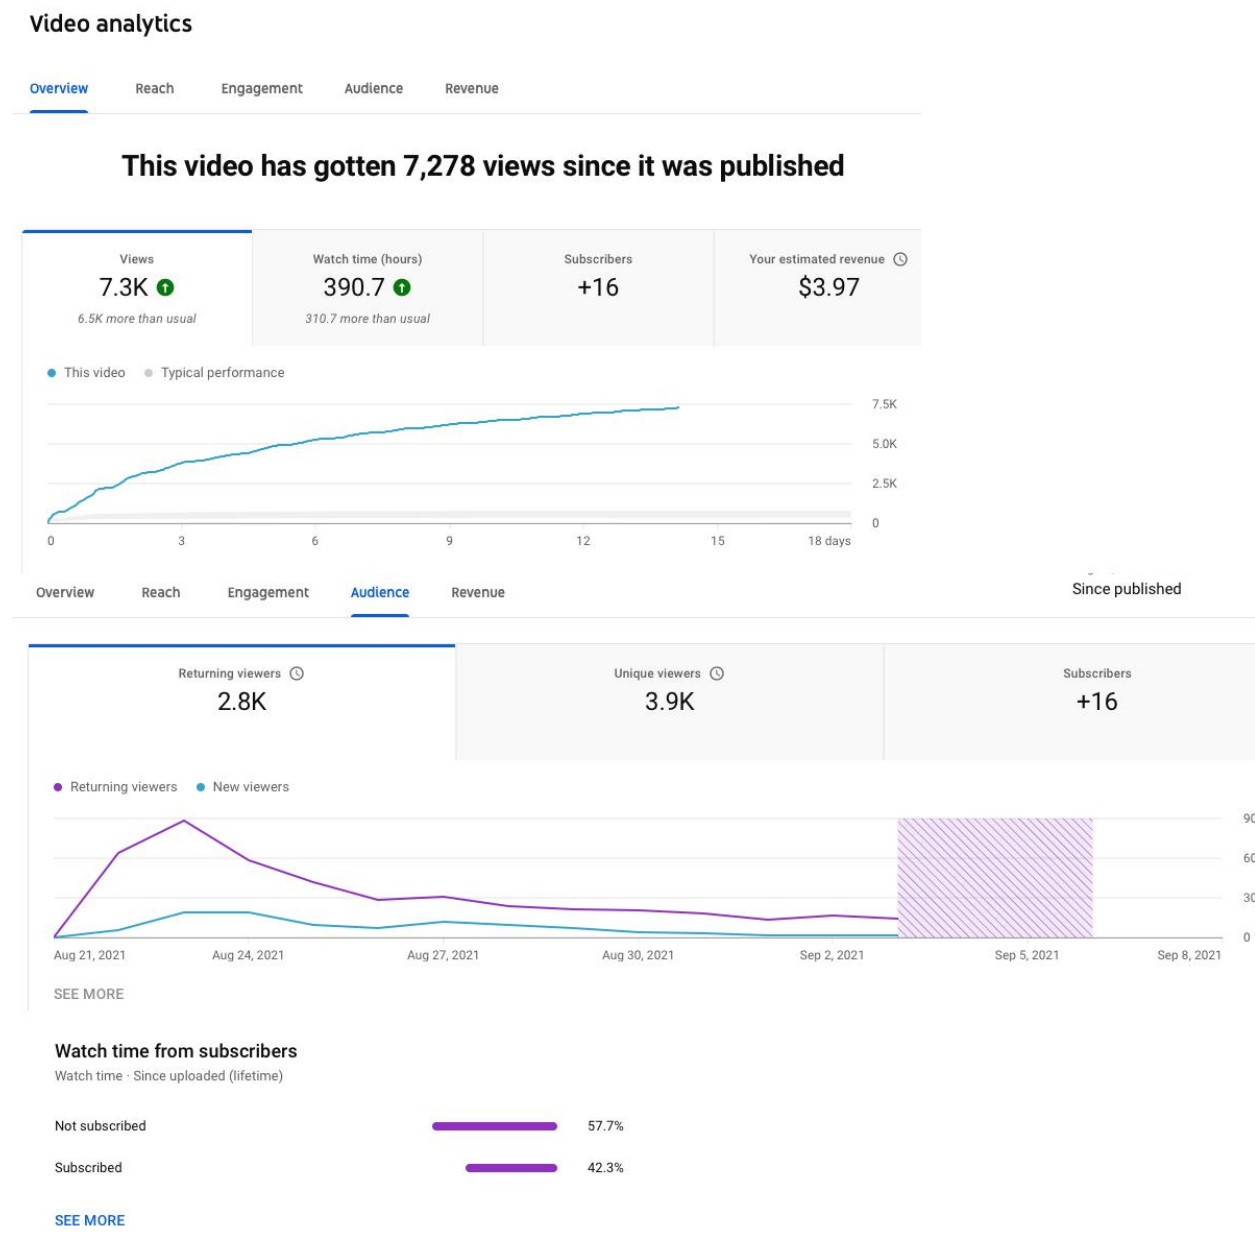 Video analytics
Overview Reach Engagement Audience Revenue
This video has gotten 7,278 views since it was published
Views Watch time (hours) Subscribers Your estimated revenue
7.3K 390.7 +16 $3.97
6.5K more than usual 310.7 more than usual
This video Typical performance
7.5K
5.0K
2.5K
0
0 3 6 9 12 15 18 days
Since published
Overview Reach Engagement Audience Revenue
Returning viewers Unique viewers Subscribers
2.8K 3.9K +16
Returning viewers New viewers
90
60
30
0
Aug 21, 2021 Aug 24, 2021 Aug 27, 2021 Aug 30, 2021 Sep 2, 2021 Sep 5, 2021 Sep 8, 2021
SEE MORE
Watch time from subscribers
Watch time · Since uploaded (lifetime)
Not subscribed 57.7%
Subscribed 42.3%
SEE MORE